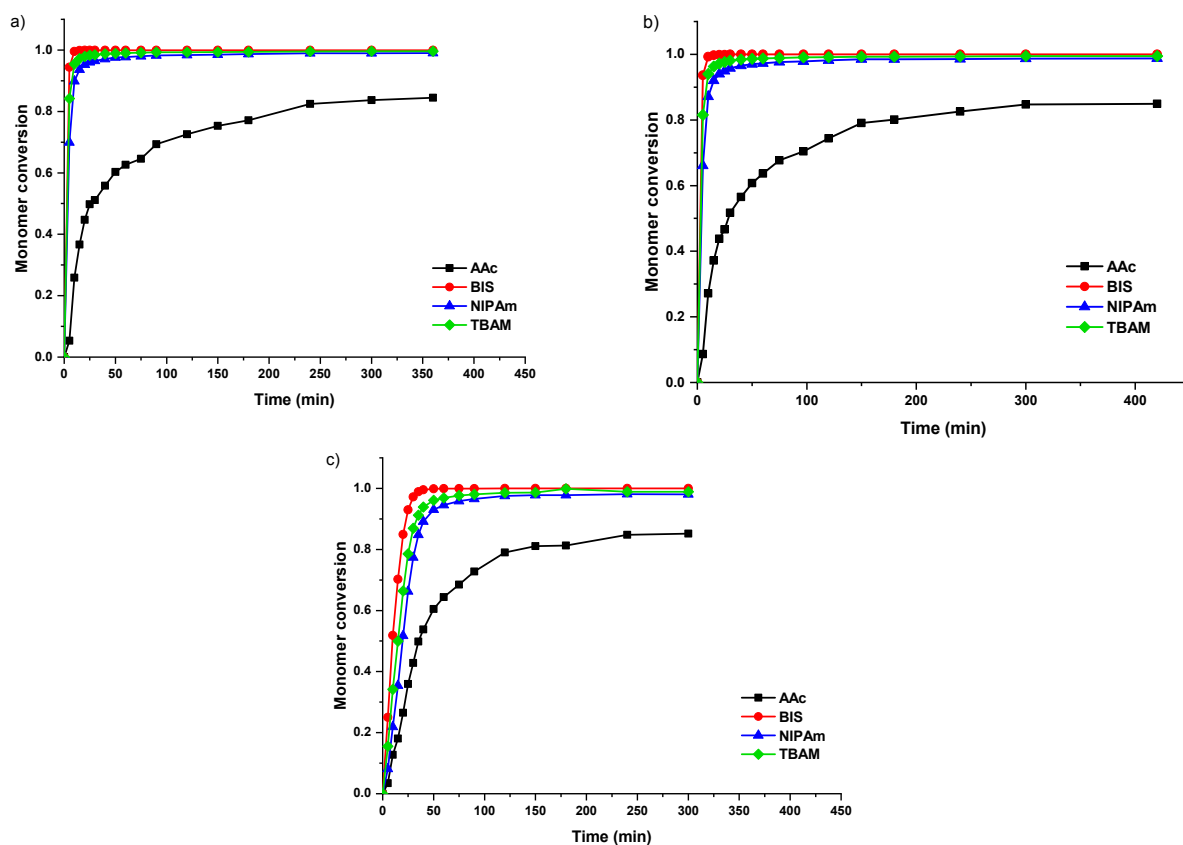 a)
Monomer conversion
1.0
0.8
0.6
0.4
0.2
0.0
AAc
BIS
NIPAm
TBAM
0 50 100 150 200 250 300 350 400 450
Time (min)
b)
Monomer conversion
1.0
0.8
0.6
0.4
0.2
0.0
AAc
BIS
NIPAm
TBAM
0 100 200 300 400
Time (min)
c)
Monomer conversion
1.0
0.8
0.6
0.4
0.2
0.0
AAc
BIS
NIPAm
TBAM
0 50 100 150 200 250 300 350 400 450
Time (min)